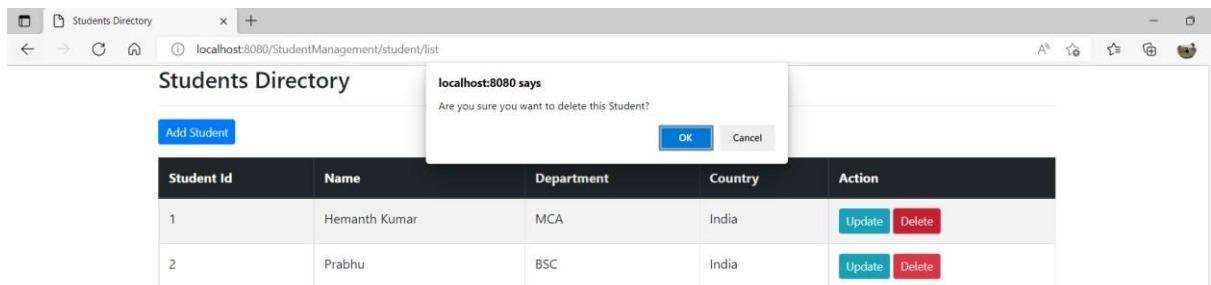 Students Directory
localhost:8080/StudentManagement/student/list
Students Directory
localhost:8080 says
Are you sure you want to delete this Student?
OK Cancel
Add Student
Student Id Name Department Country Action
1 Hemanth Kumar MCA India Update Delete
2 Prabhu BSC India Update Delete